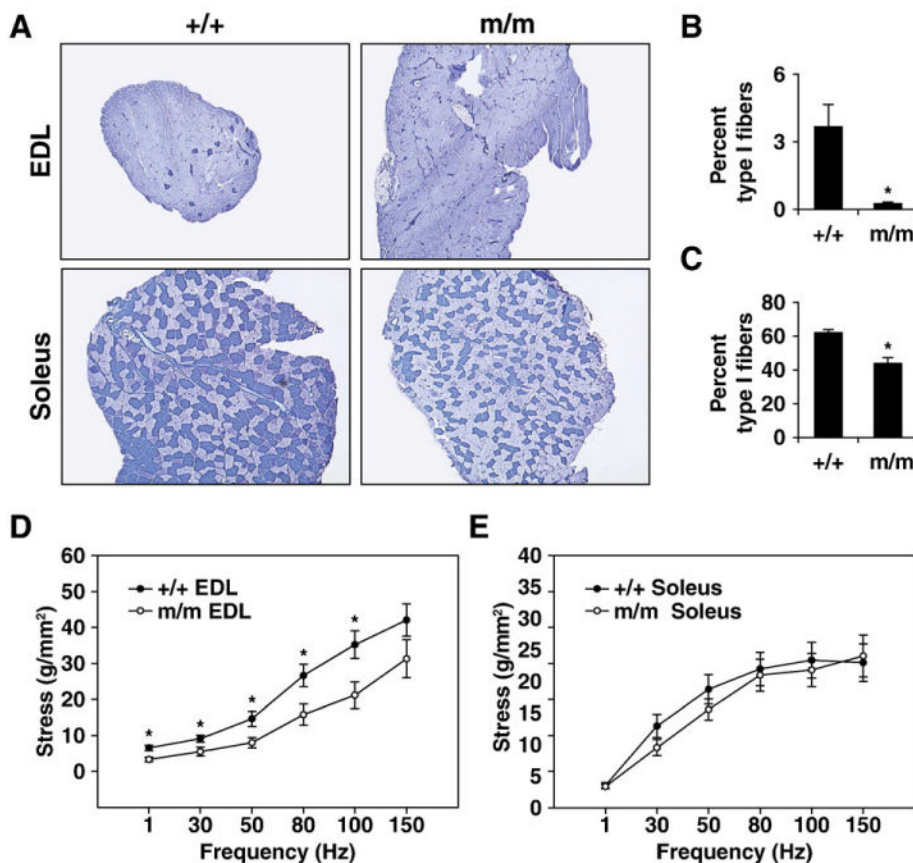 A
+/+
m/m
EDL
Soleus
B
Percent
type I fibers
6
3
0
*
+/+ m/m
C
Percent
type I fibers
80
60
40
20
0
*
+/+ m/m
D
Stress (g/mm²)
60
50
40
30
20
10
0
+/+ EDL
m/m EDL
* * * * *
1 30 50 80 100 150
Frequency (Hz)
E
Stress (g/mm²)
40
30
25
20
15
10
5
0
+/+ Soleus
m/m Soleus
1 30 50 80 100 150
Frequency (Hz)